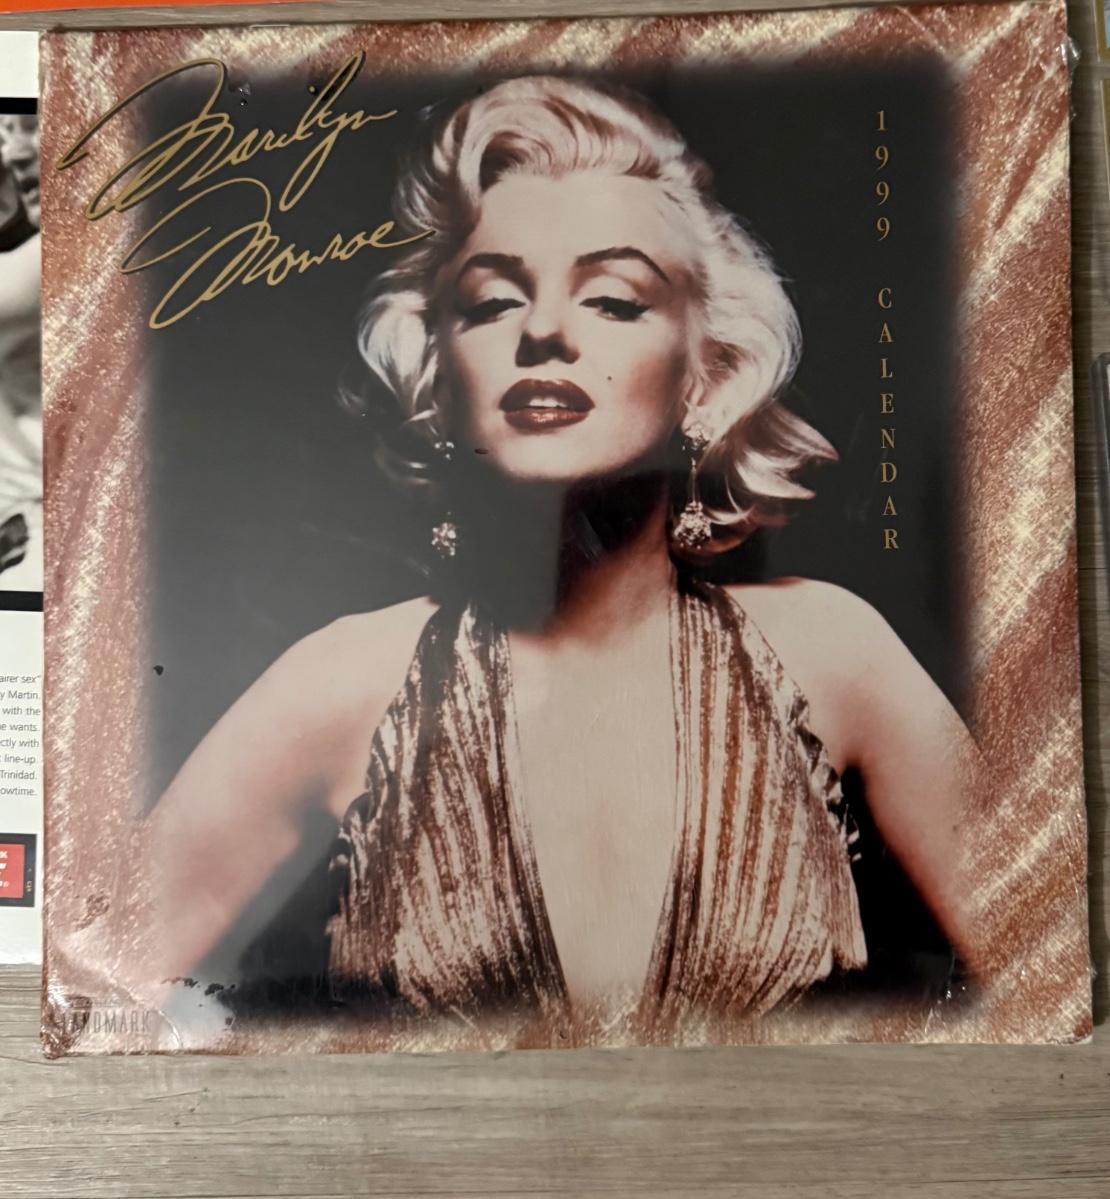 Marilyn
Monroe
1999 CALENDAR
airer sex"
y Martin.
with the
e wants.
ctly with
line-up.
Trinidad.
owtime.
LANDMARK